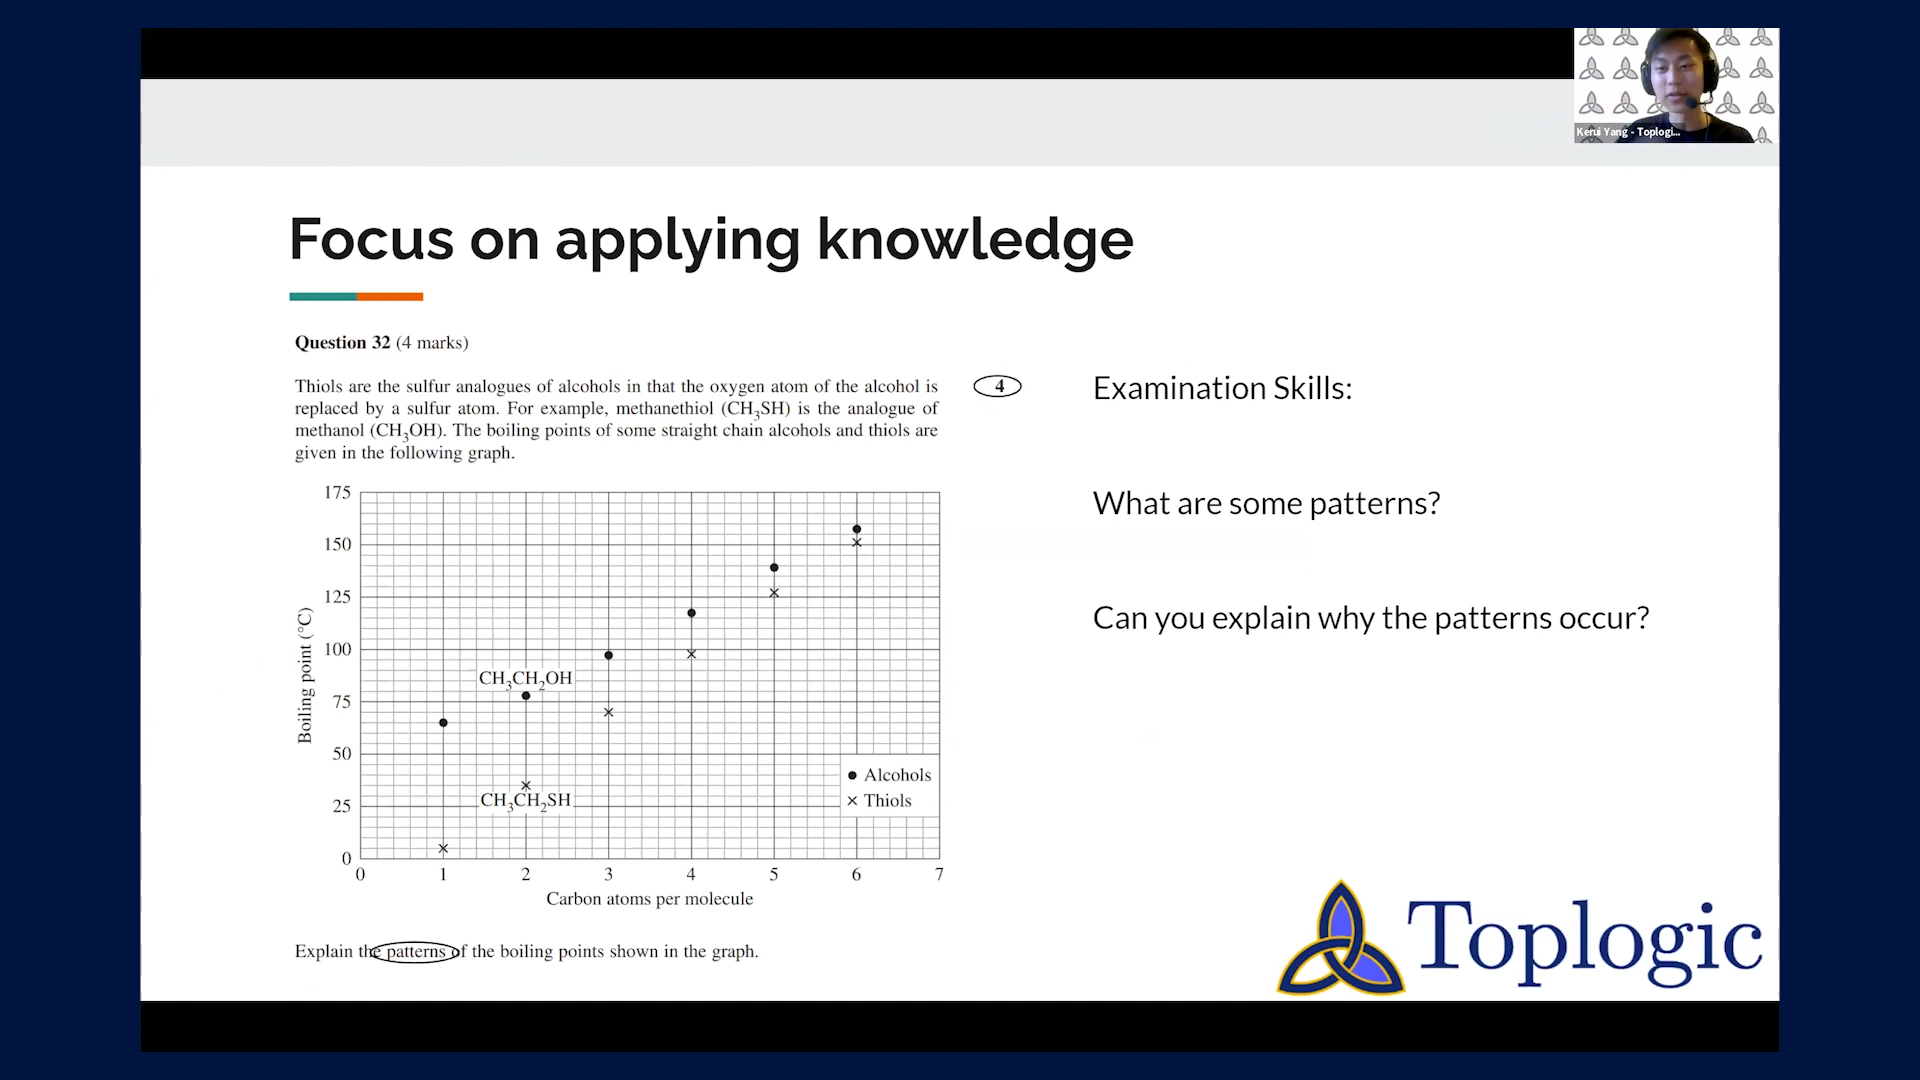 Kerui Yang - Toplogi...
Focus on applying knowledge
Question 32 (4 marks)
Thiols are the sulfur analogues of alcohols in that the oxygen atom of the alcohol is
replaced by a sulfur atom. For example, methanethiol (CH₃SH) is the analogue of
methanol (CH₃OH). The boiling points of some straight chain alcohols and thiols are
given in the following graph.
4
Boiling point (°C)
175
150
125
100
75
50
25
0
CH₃CH₂OH
CH₃CH₂SH
Alcohols
Thiols
0 1 2 3 4 5 6 7
Carbon atoms per molecule
Explain the patterns of the boiling points shown in the graph.
Examination Skills:
What are some patterns?
Can you explain why the patterns occur?
Toplogic